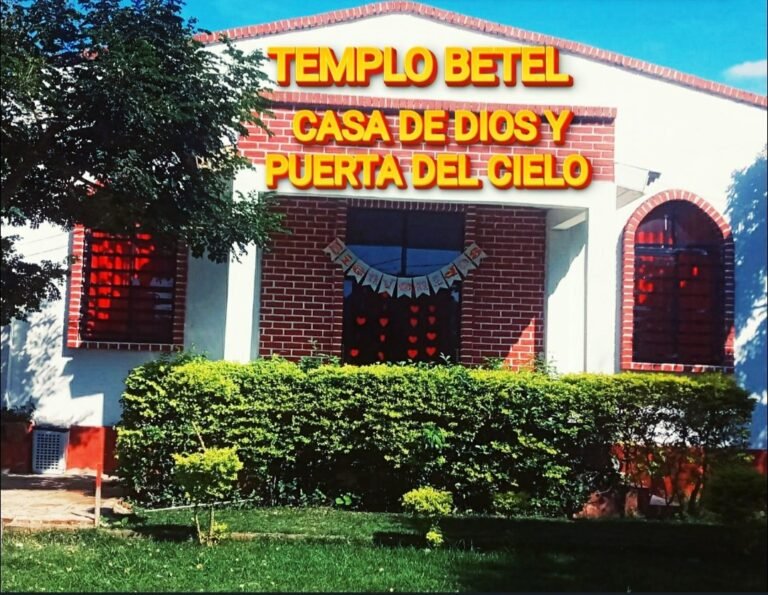 TEMPLO BETEL
CASA DE DIOS Y
PUERTA DEL CIELO